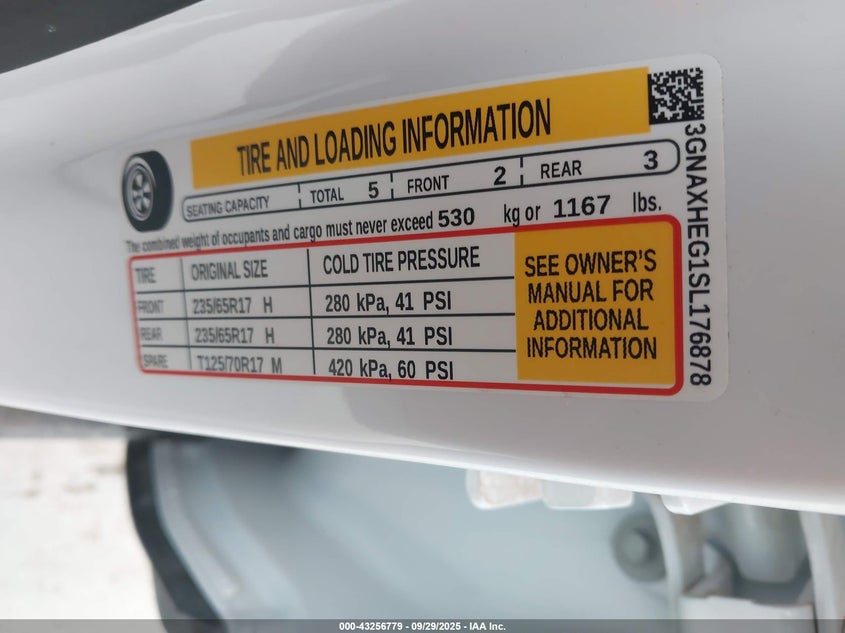 TIRE AND LOADING INFORMATION
SEATING CAPACITY TOTAL 5 FRONT 2 REAR 3
The combined weight of occupants and cargo must never exceed 530 kg or 1167 lbs.
TIRE ORIGINAL SIZE COLD TIRE PRESSURE
FRONT 235/65R17 H 280 kPa, 41 PSI
REAR 235/65R17 H 280 kPa, 41 PSI
SPARE T125/70R17 M 420 kPa, 60 PSI
SEE OWNER'S
MANUAL FOR
ADDITIONAL
INFORMATION
3GNAXHEG1SL176878
000-43256779 - 09/29/2025 - IAA Inc.